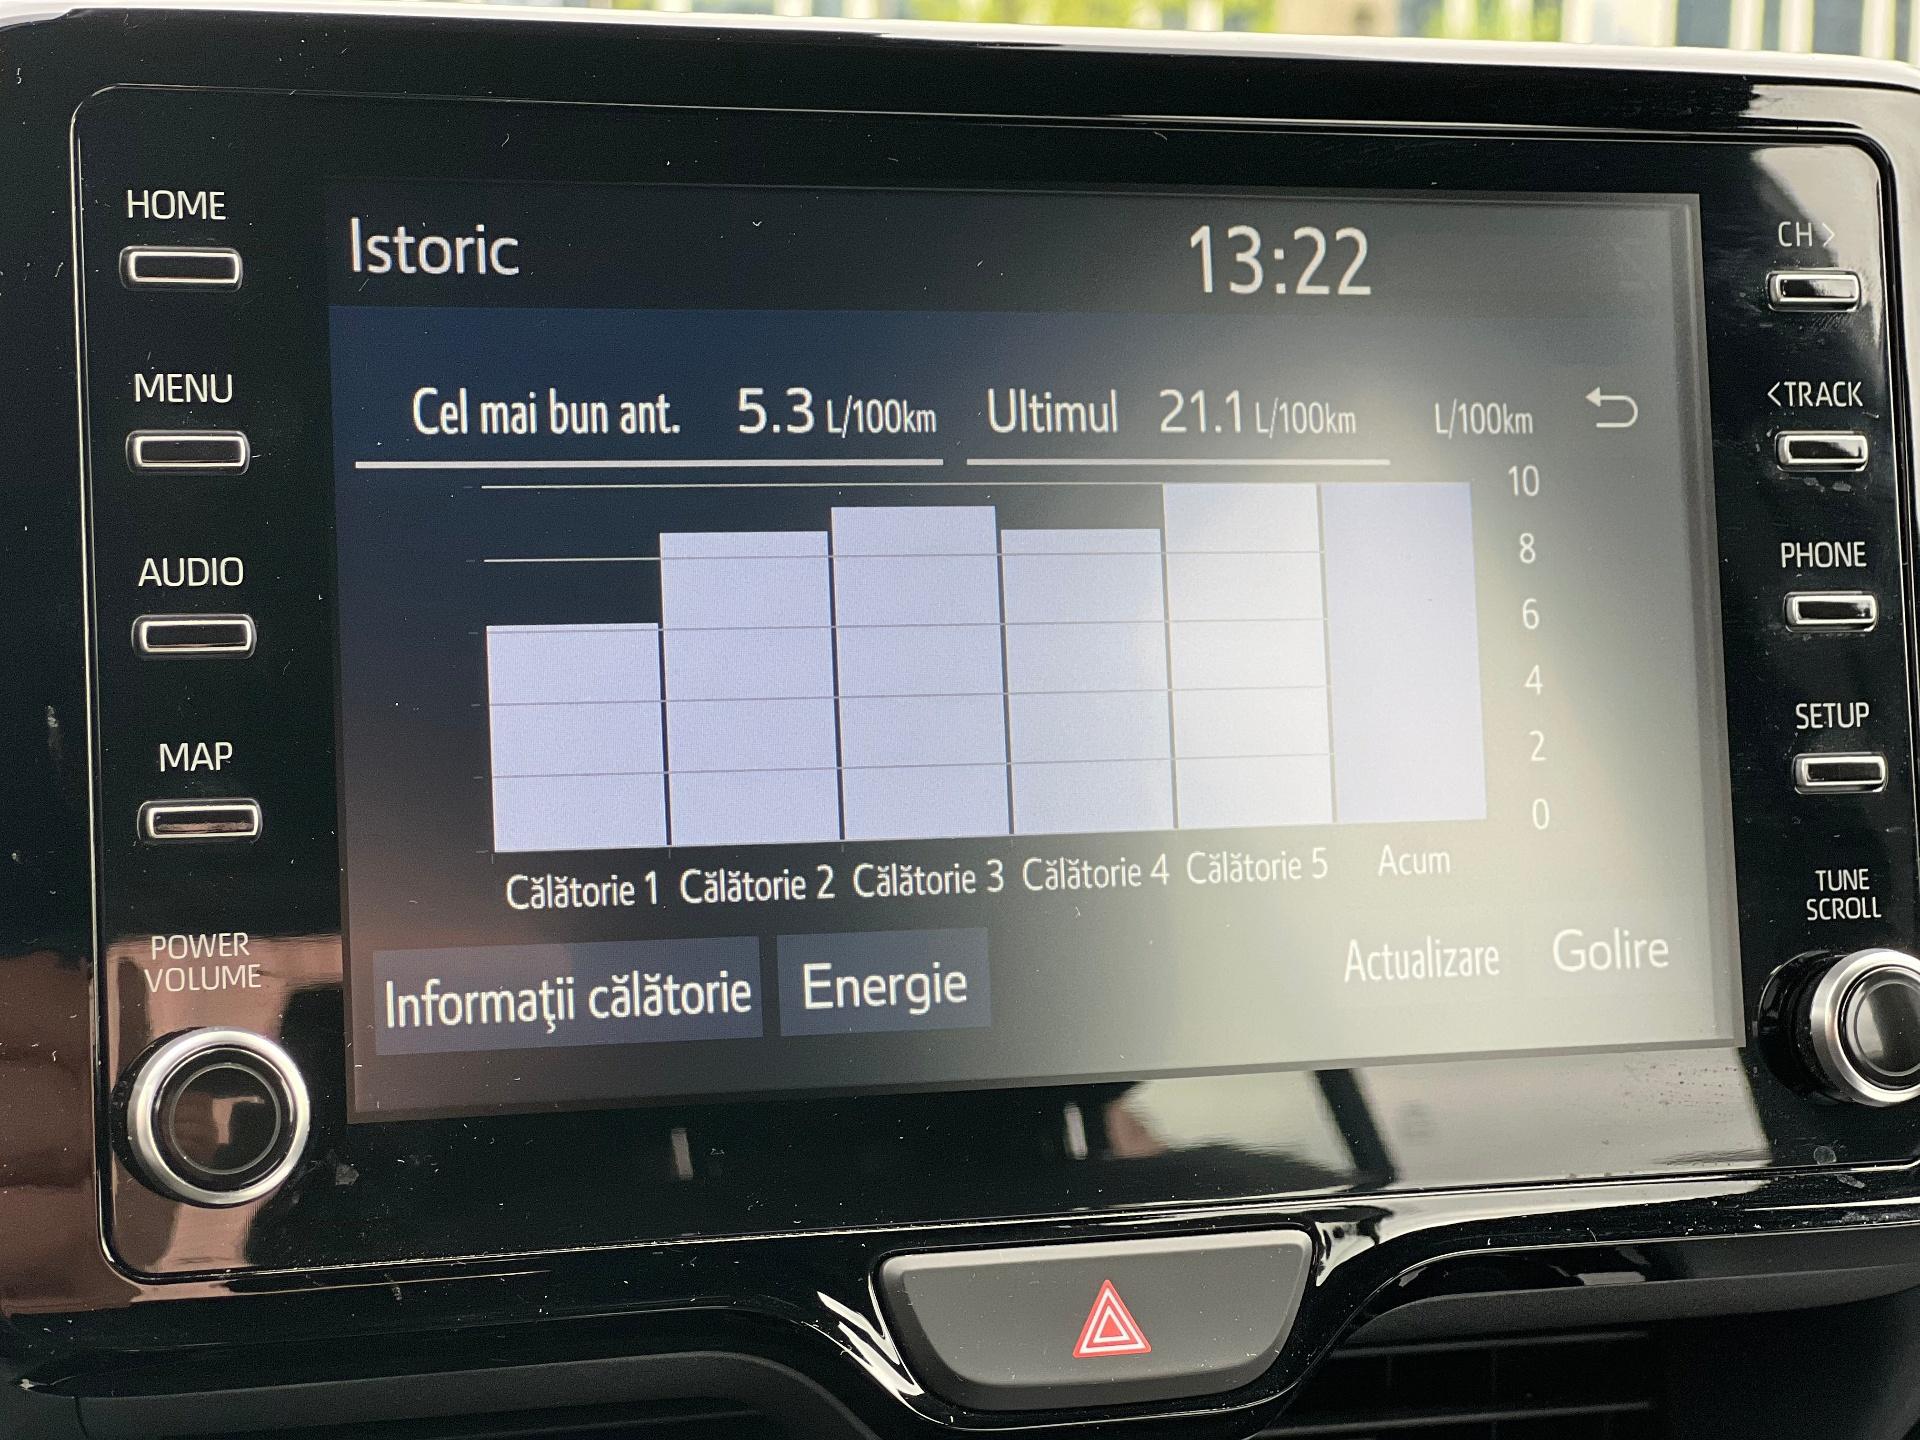 HOME
MENU
AUDIO
MAP
POWER
VOLUME
Istoric 13:22
Cel mai bun ant. 5.3 L/100km Ultimul 21.1 L/100km L/100km
10
8
6
4
2
0
Călătorie 1 Călătorie 2 Călătorie 3 Călătorie 4 Călătorie 5 Acum
Informaţii călătorie Energie Actualizare Golire
CH>
<TRACK
PHONE
SETUP
TUNE
SCROLL